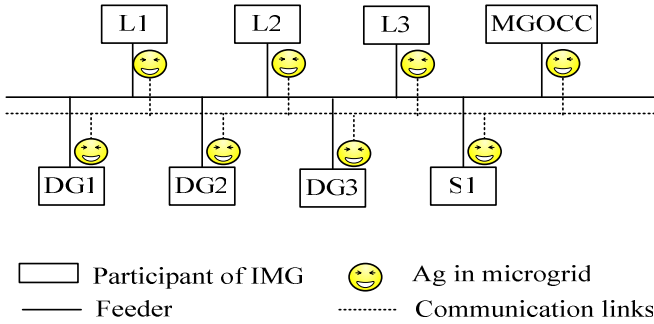 L1 L2 L3 MGOCC
DG1 DG2 DG3 S1
Participant of IMG Ag in microgrid
Feeder Communication links